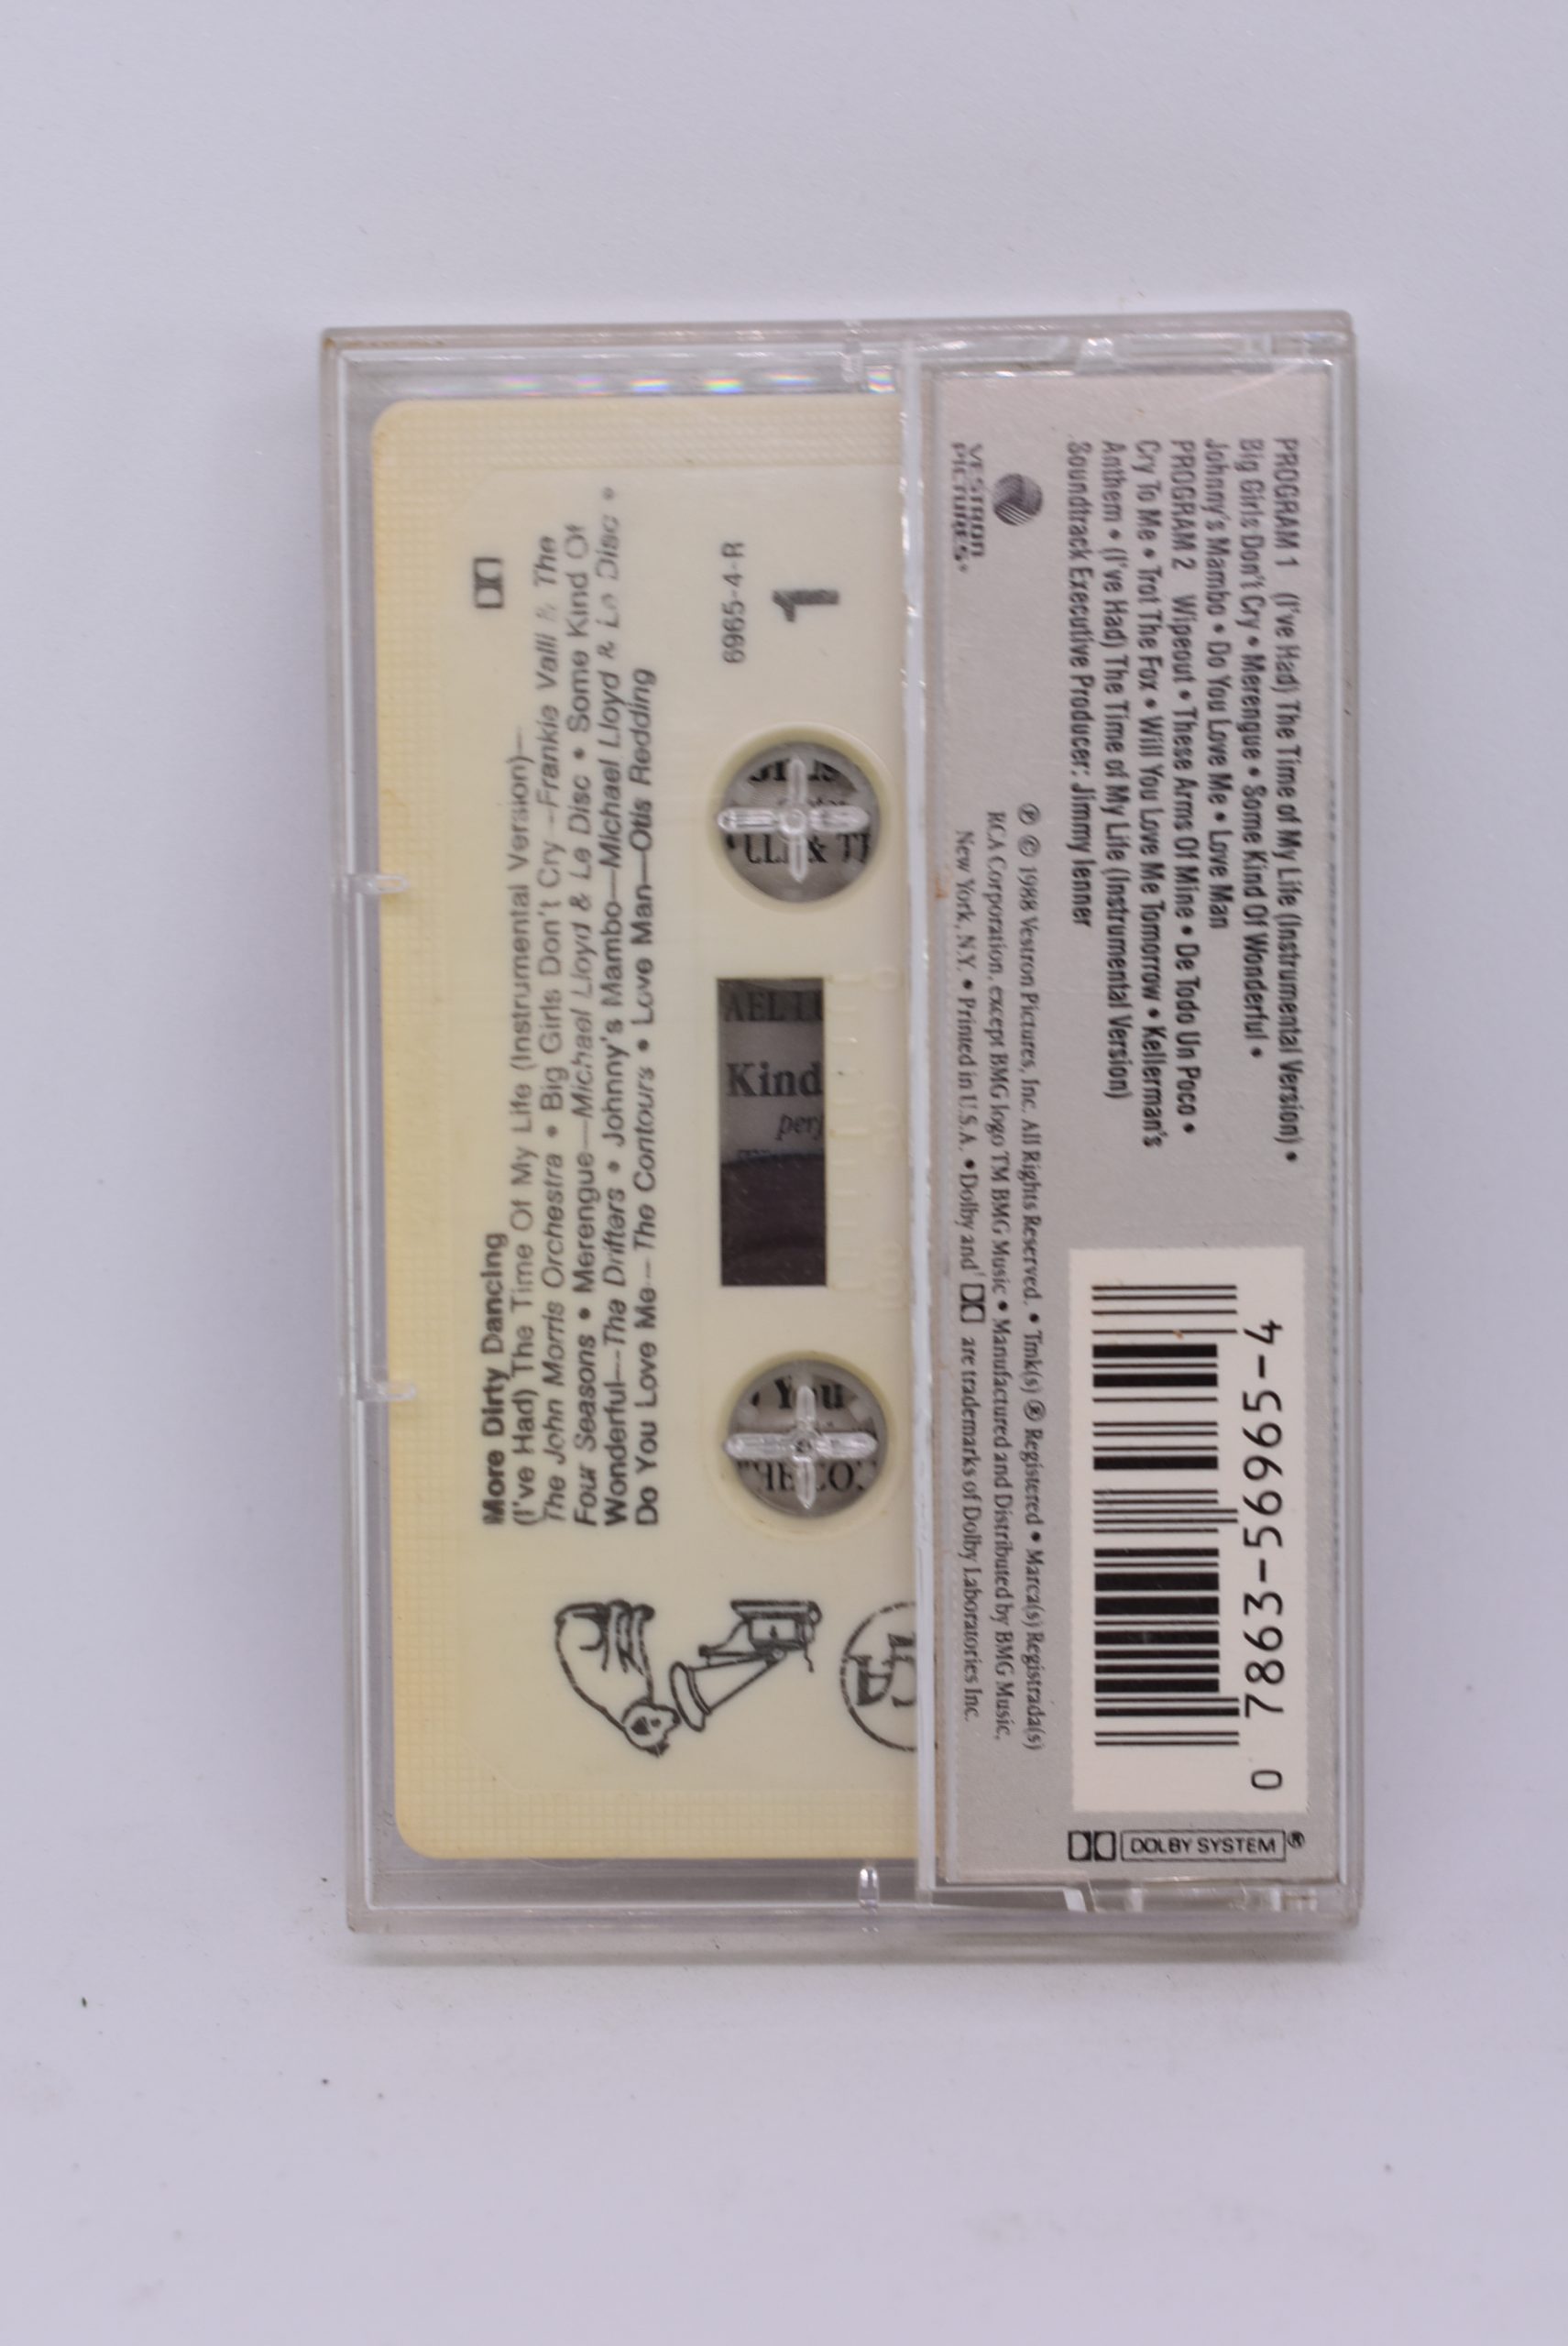 PROGRAM 1 (I've Had) The Time of My Life (Instrumental Version) •
Big Girls Don't Cry • Merengue • Some Kind Of Wonderful •
Johnny's Mambo • Do You Love Me • Love Man
PROGRAM 2 Wipeout • These Arms Of Mine • De Todo Un Poco •
Cry To Me • Trot The Fox • Will You Love Me Tomorrow • Kellerman's
Anthem • (I've Had) The Time of My Life (Instrumental Version)
Soundtrack Executive Producer: Jimmy Ienner
VESTRON
PICTURES®
℗ © 1988 Vestron Pictures, Inc. All Rights Reserved. • Tmk(s) ® Registered • Marca(s) Registrada(s)
RCA Corporation, except BMG logo TM BMG Music • Manufactured and Distributed by BMG Music,
New York, N.Y. • Printed in U.S.A. • Dolby and are trademarks of Dolby Laboratories Inc.
0 7863-56965-4
DOLBY SYSTEM®
More Dirty Dancing
(I've Had) The Time Of My Life (Instrumental Version)—
The John Morris Orchestra • Big Girls Don't Cry—Frankie Valli & The
Four Seasons • Merengue—Michael Lloyd & Le Disc • Some Kind Of
Wonderful—The Drifters • Johnny's Mambo—Michael Lloyd & Le Disc •
Do You Love Me—The Contours • Love Man—Otis Redding
6965-4-R
1
Kind
You